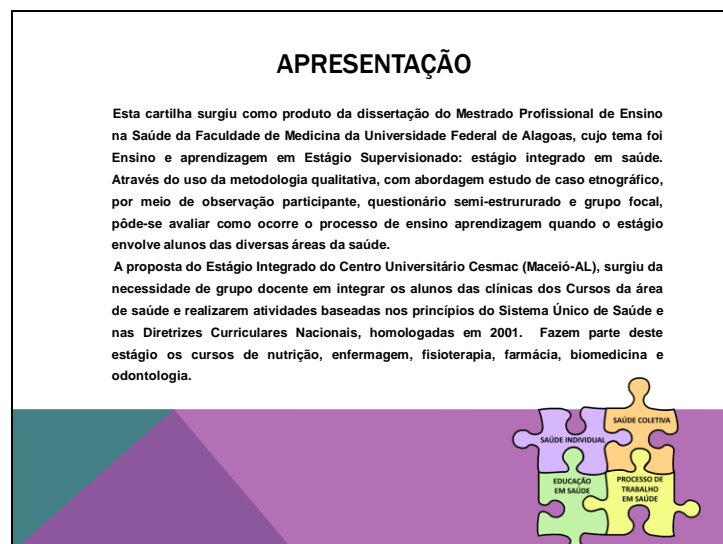 APRESENTAÇÃO
Esta cartilha surgiu como produto da dissertação do Mestrado Profissional de Ensino
na Saúde da Faculdade de Medicina da Universidade Federal de Alagoas, cujo tema foi
Ensino e aprendizagem em Estágio Supervisionado: estágio integrado em saúde.
Através do uso da metodologia qualitativa, com abordagem estudo de caso etnográfico,
por meio de observação participante, questionário semi-estrururado e grupo focal,
pôde-se avaliar como ocorre o processo de ensino aprendizagem quando o estágio
envolve alunos das diversas áreas da saúde.
A proposta do Estágio Integrado do Centro Universitário Cesmac (Maceió-AL), surgiu da
necessidade de grupo docente em integrar os alunos das clínicas dos Cursos da área
de saúde e realizarem atividades baseadas nos princípios do Sistema Único de Saúde e
nas Diretrizes Curriculares Nacionais, homologadas em 2001. Fazem parte deste
estágio os cursos de nutrição, enfermagem, fisioterapia, farmácia, biomedicina e
odontologia.
SAÚDE COLETIVA
SAÚDE INDIVIDUAL
EDUCAÇÃO
EM SAÚDE
PROCESSO DE
TRABALHO
EM SAÚDE